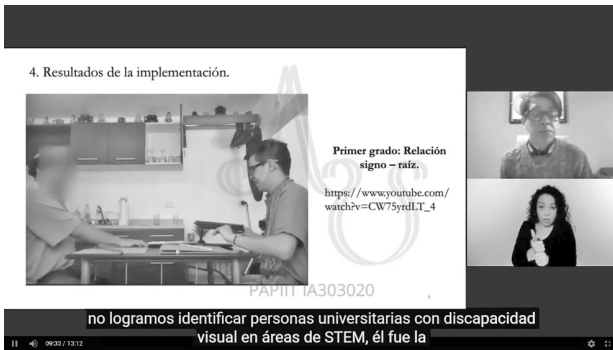 4. Resultados de la implementación.
Primer grado: Relación
signo – raíz.
https://www.youtube.com/
watch?v=CW75yrdLT_4
PAPIIT IA303020
no logramos identificar personas universitarias con discapacidad
visual en áreas de STEM, él fue la
09:33 / 13:12